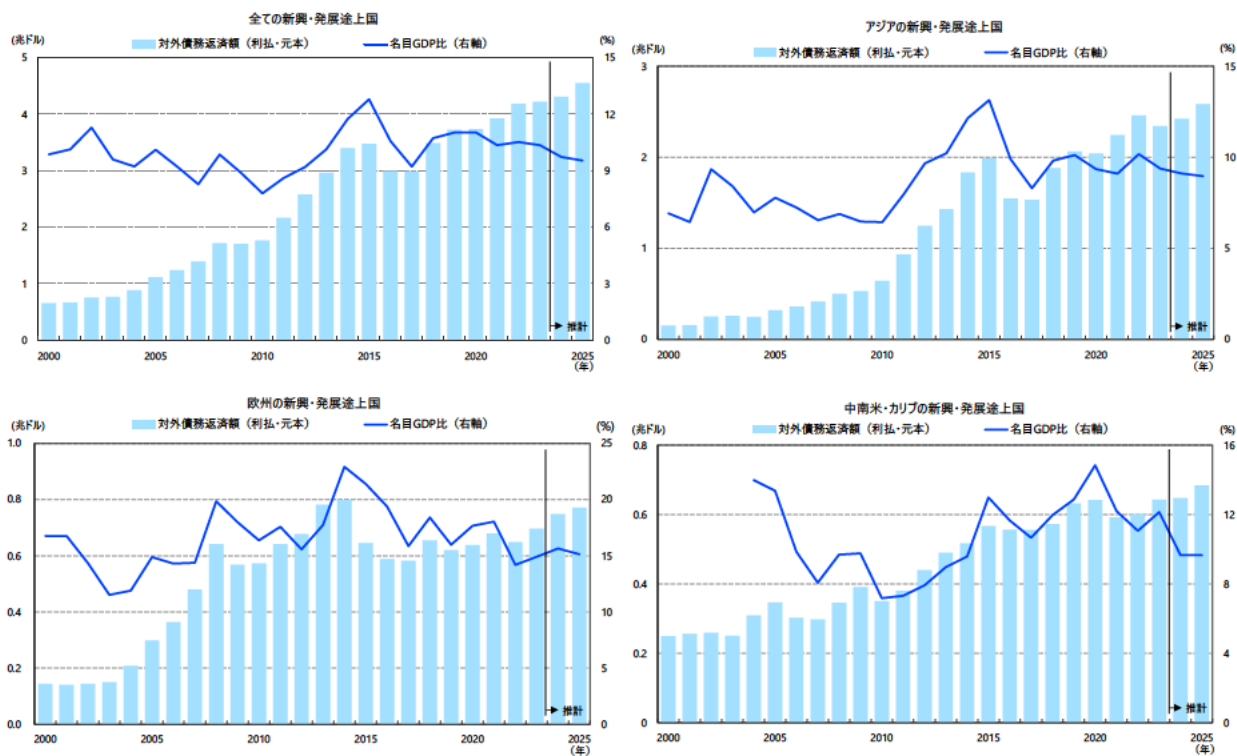 全ての新興・発展途上国
(兆ドル) 対外債務返済額（利払・元本） 名目GDP比（右軸） (%)
5 15
4 12
3 9
2 6
1 3
0 0
推計
2000 2005 2010 2015 2020 2025
(年)
アジアの新興・発展途上国
(兆ドル) 対外債務返済額（利払・元本） 名目GDP比（右軸） (%)
3 15
2 10
1 5
0 0
推計
2000 2005 2010 2015 2020 2025
(年)
欧州の新興・発展途上国
(兆ドル) 対外債務返済額（利払・元本） 名目GDP比（右軸） (%)
1.0 25
0.8 20
0.6 15
0.4 10
0.2 5
0.0 0
推計
2000 2005 2010 2015 2020 2025
(年)
中南米・カリブの新興・発展途上国
(兆ドル) 対外債務返済額（利払・元本） 名目GDP比（右軸） (%)
0.8 16
0.6 12
0.4 8
0.2 4
0.0 0
推計
2000 2005 2010 2015 2020 2025
(年)